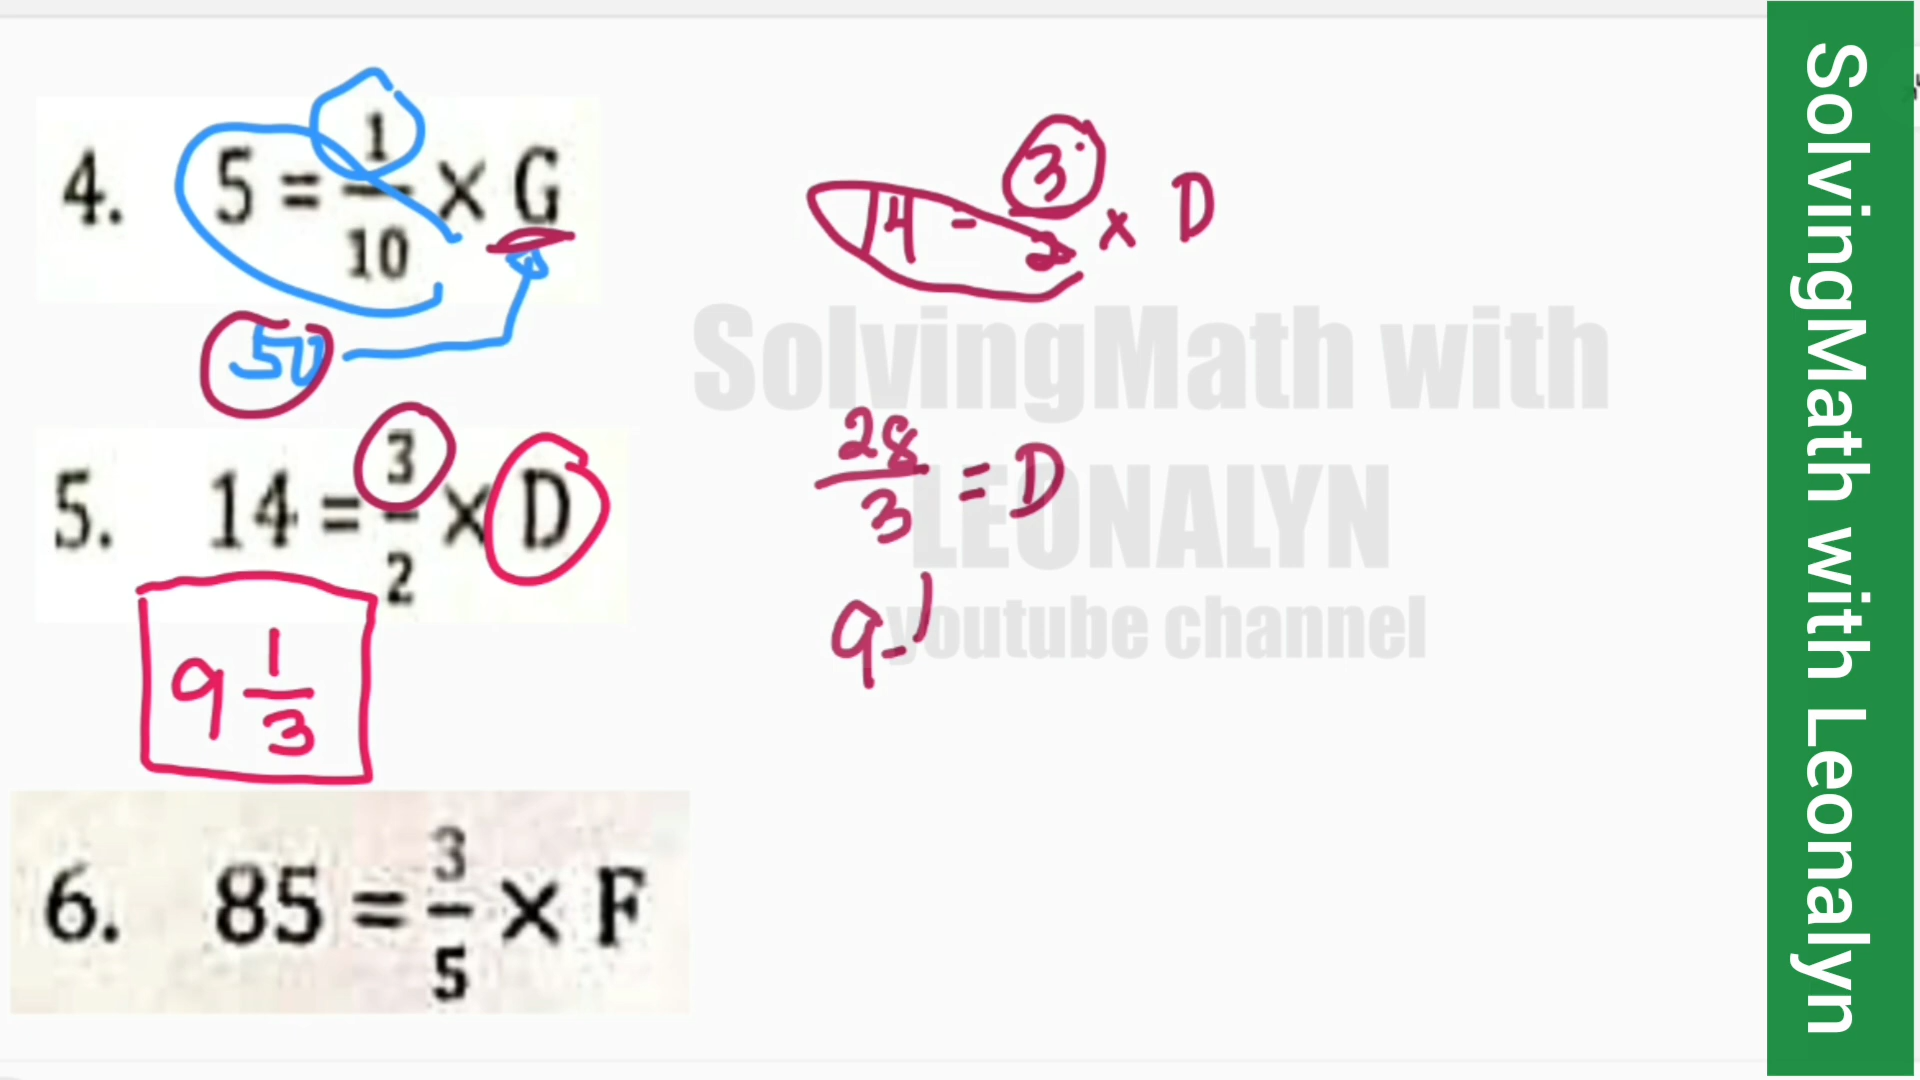 4. 5 = 1/10 × G
50
5. 14 = 3/2 × D
9 1/3
6. 85 = 3/5 × F
14 = 3/2 × D
28/3 = D
9 - 1
SolvingMath with
LEONALYN
youtube channel
SolvingMath with Leonalyn